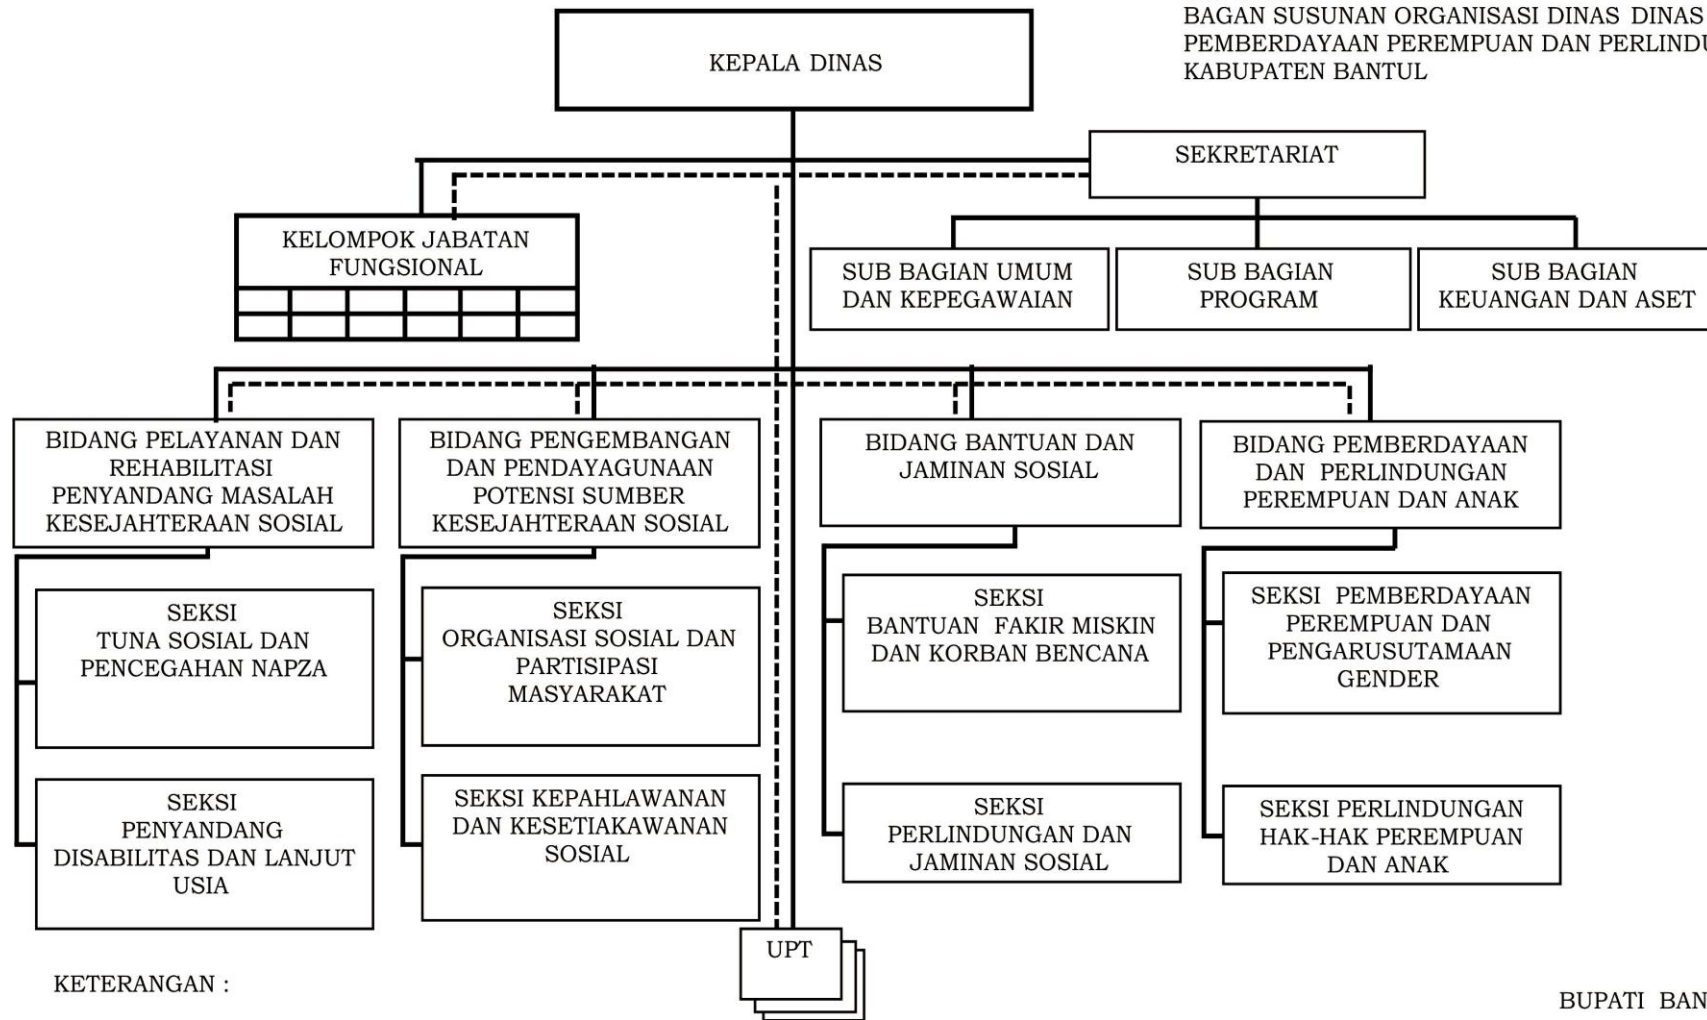 BAGAN SUSUNAN ORGANISASI DINAS DINAS
PEMBERDAYAAN PEREMPUAN DAN
KABUPATEN BANTUL
KEPALA DINAS
SEKRETARIAT
KELOMPOK JABATAN
FUNGSIONAL
SUB BAGIAN UMUM
DAN KEPEGAWAIAN
SUB BAGIAN
PROGRAM
SUB BAGIAN
KEUANGAN DAN ASET
BIDANG PELAYANAN DAN
REHABILITASI
PENYANDANG MASALAH
KESEJAHTERAAN SOSIAL
BIDANG PENGEMBANGAN
DAN PENDAYAGUNAAN
POTENSI SUMBER
KESEJAHTERAAN SOSIAL
BIDANG BANTUAN DAN
JAMINAN SOSIAL
BIDANG PEMBERDAYAAN
DAN PERLINDUNGAN
PEREMPUAN DAN ANAK
SEKSI
TUNA SOSIAL DAN
PENCEGAHAN NAPZA
SEKSI
ORGANISASI SOSIAL DAN
PARTISIPASI
MASYARAKAT
SEKSI
BANTUAN FAKIR MISKIN
DAN KORBAN BENCANA
SEKSI PEMBERDAYAAN
PEREMPUAN DAN
PENGARUSUTAMAAN
GENDER
SEKSI
PENYANDANG
DISABILITAS DAN LANJUT
USIA
SEKSI KEPAHLAWANAN
DAN KESETIAKAWANAN
SOSIAL
SEKSI
PERLINDUNGAN DAN
JAMINAN SOSIAL
SEKSI PERLINDUNGAN
HAK-HAK PEREMPUAN
DAN ANAK
UPT
KETERANGAN :
BUPATI